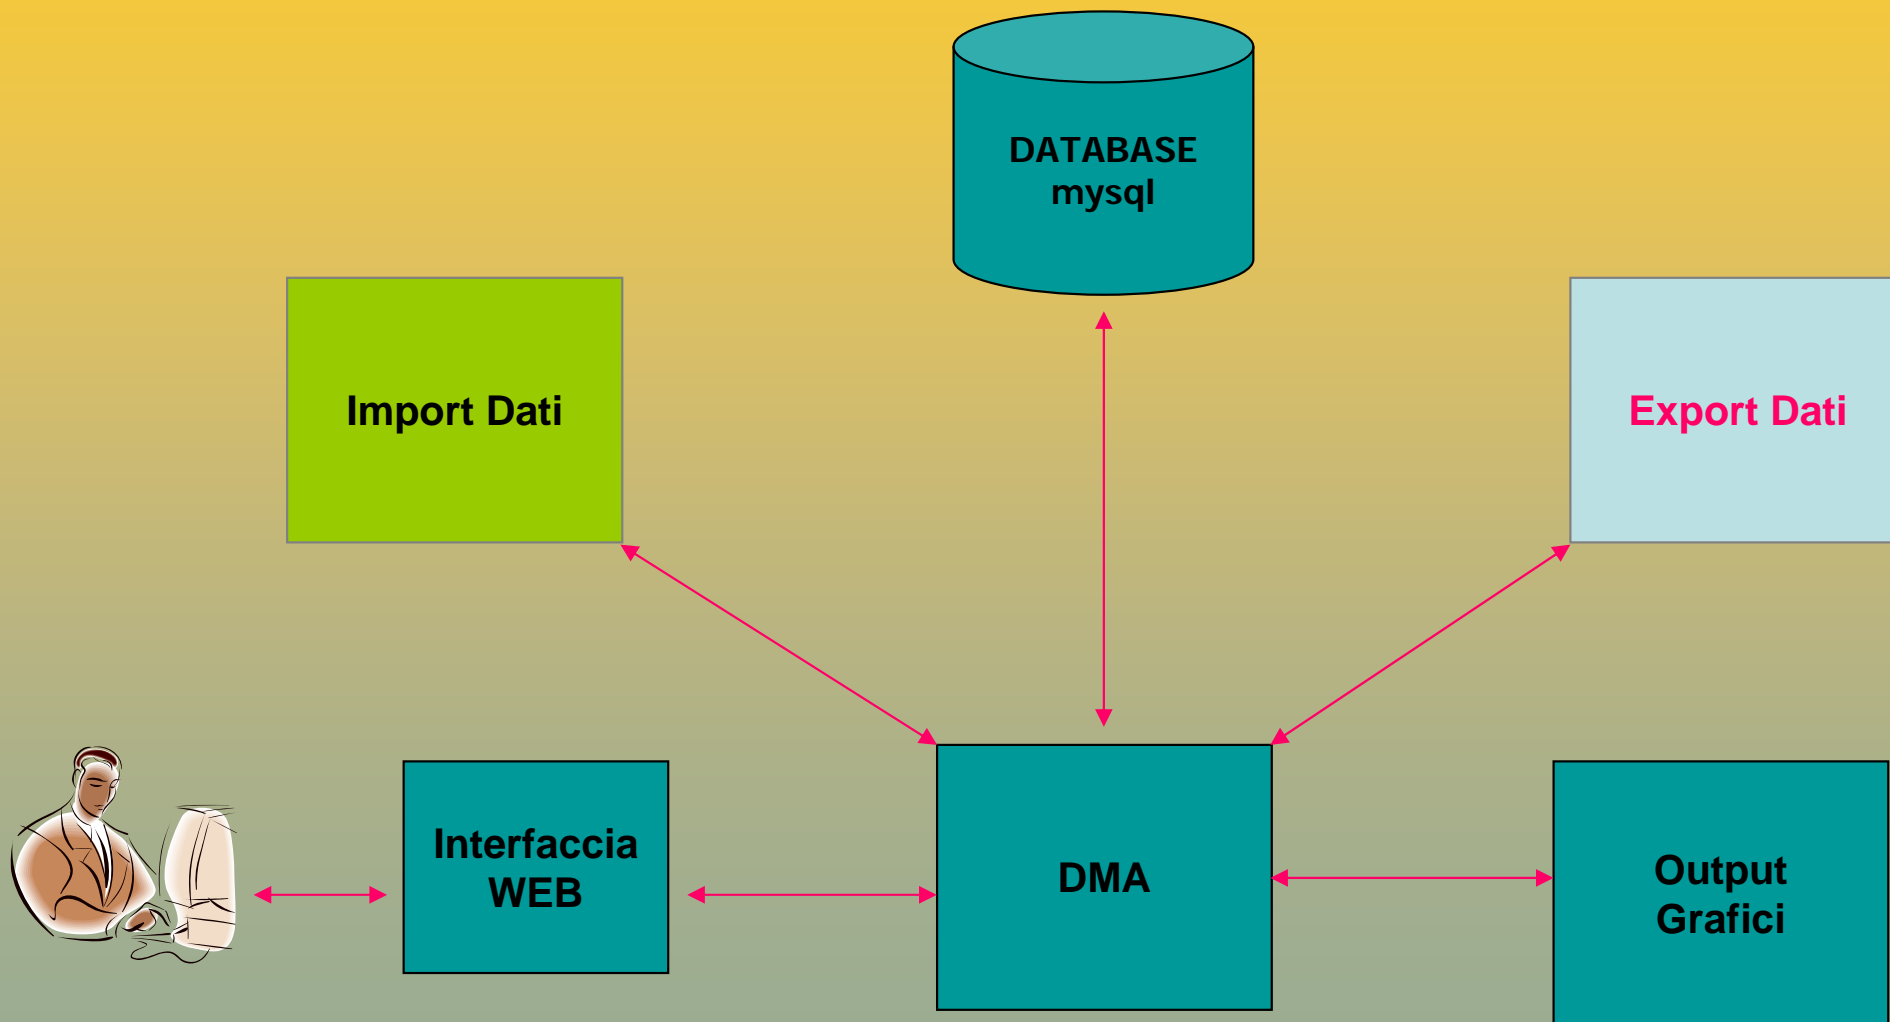 DATABASE
mysql
Import Dati
Export Dati
Interfaccia
WEB
DMA
Output
Grafici